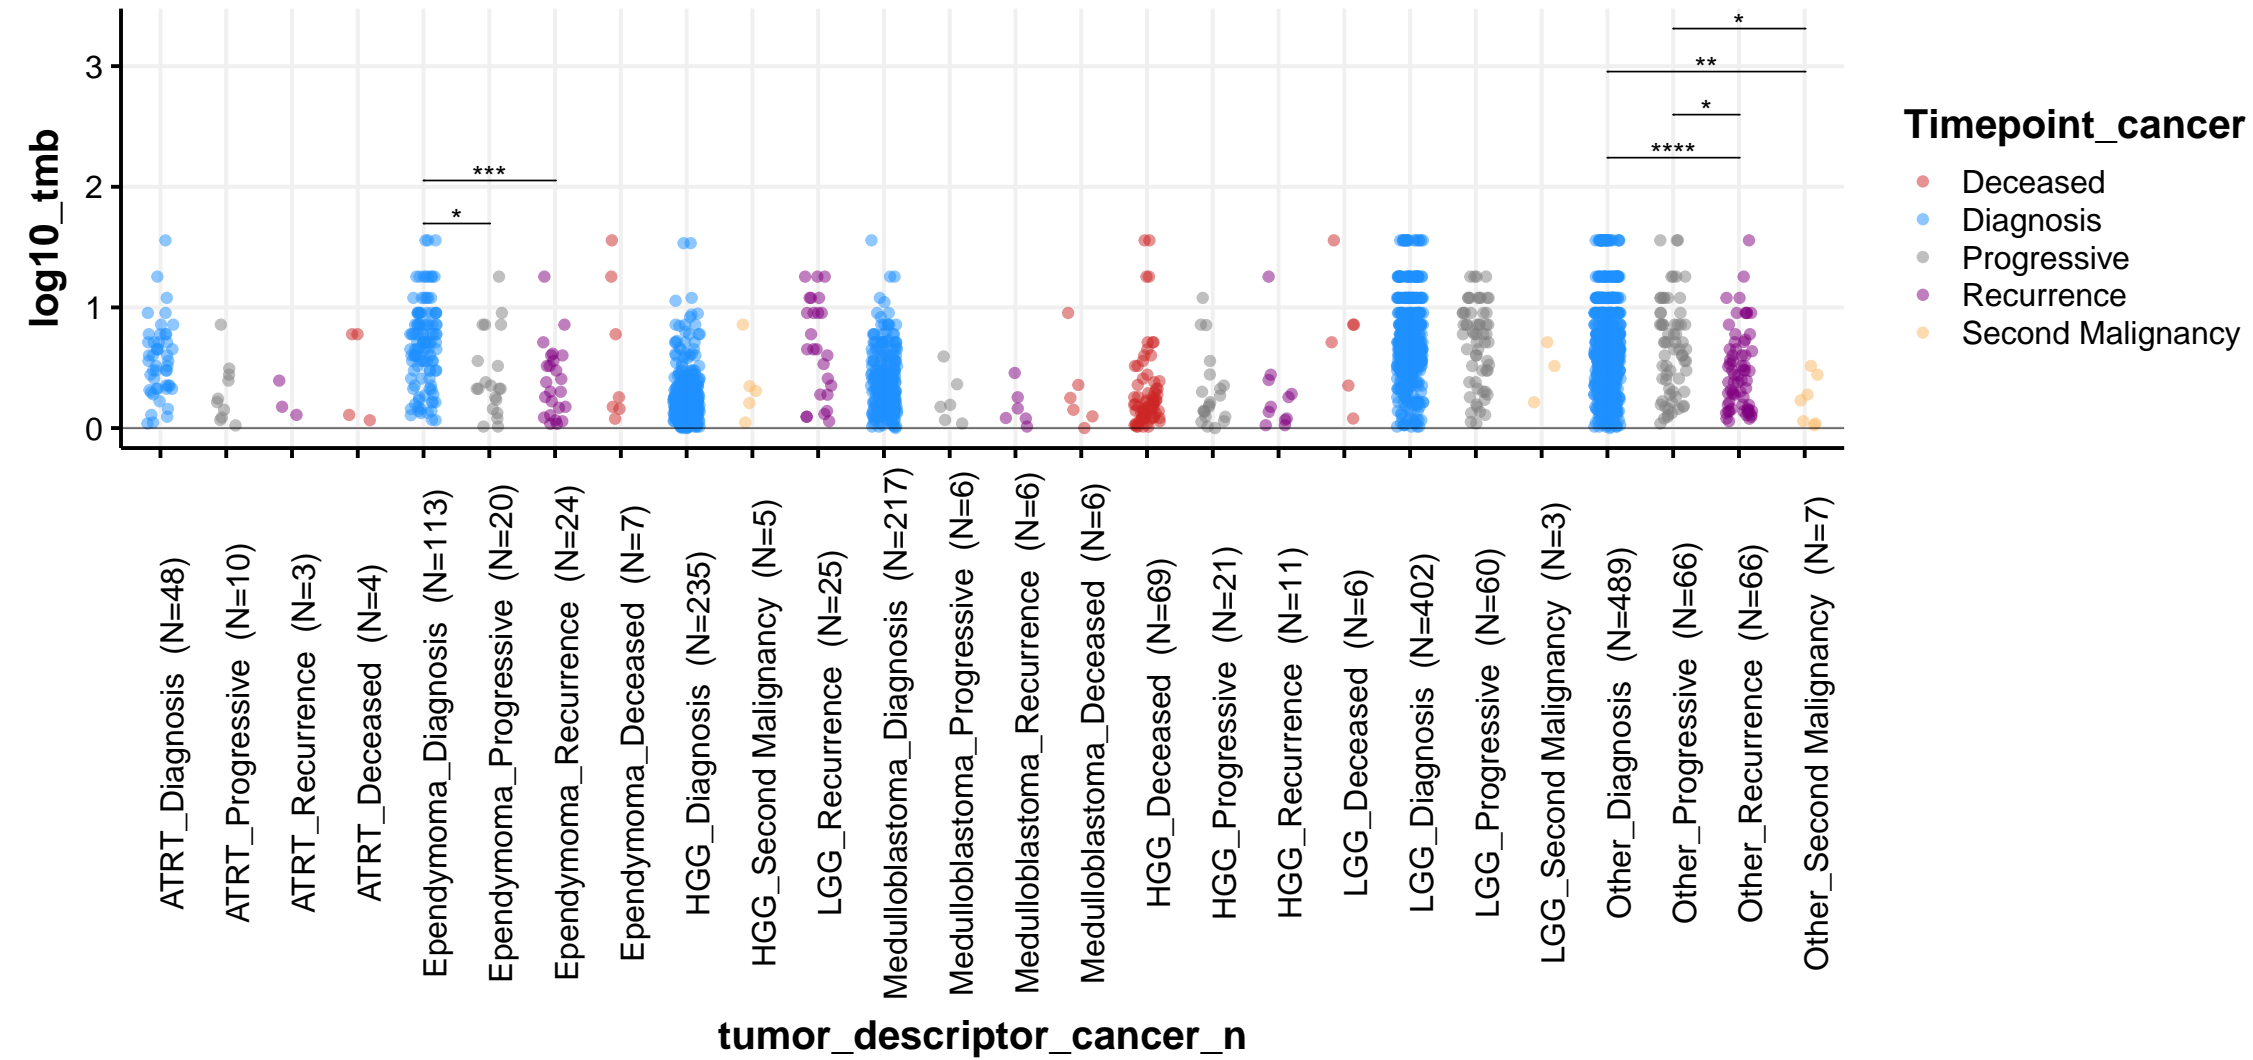 log10_tmb
3
2
1
0
*
***
****
*
**
*
Timepoint_cancer
Deceased
Diagnosis
Progressive
Recurrence
Second Malignancy
ATRT_Diagnosis (N=48)
ATRT_Progressive (N=10)
ATRT_Recurrence (N=3)
ATRT_Deceased (N=4)
Ependymoma_Diagnosis (N=113)
Ependymoma_Progressive (N=20)
Ependymoma_Recurrence (N=24)
Ependymoma_Deceased (N=7)
HGG_Diagnosis (N=235)
HGG_Second Malignancy (N=5)
LGG_Recurrence (N=25)
Medulloblastoma_Diagnosis (N=217)
Medulloblastoma_Progressive (N=6)
Medulloblastoma_Recurrence (N=6)
Medulloblastoma_Deceased (N=6)
HGG_Deceased (N=69)
HGG_Progressive (N=21)
HGG_Recurrence (N=11)
LGG_Deceased (N=6)
LGG_Diagnosis (N=402)
LGG_Progressive (N=60)
LGG_Second Malignancy (N=3)
Other_Diagnosis (N=489)
Other_Progressive (N=66)
Other_Recurrence (N=66)
Other_Second Malignancy (N=7)
tumor_descriptor_cancer_n